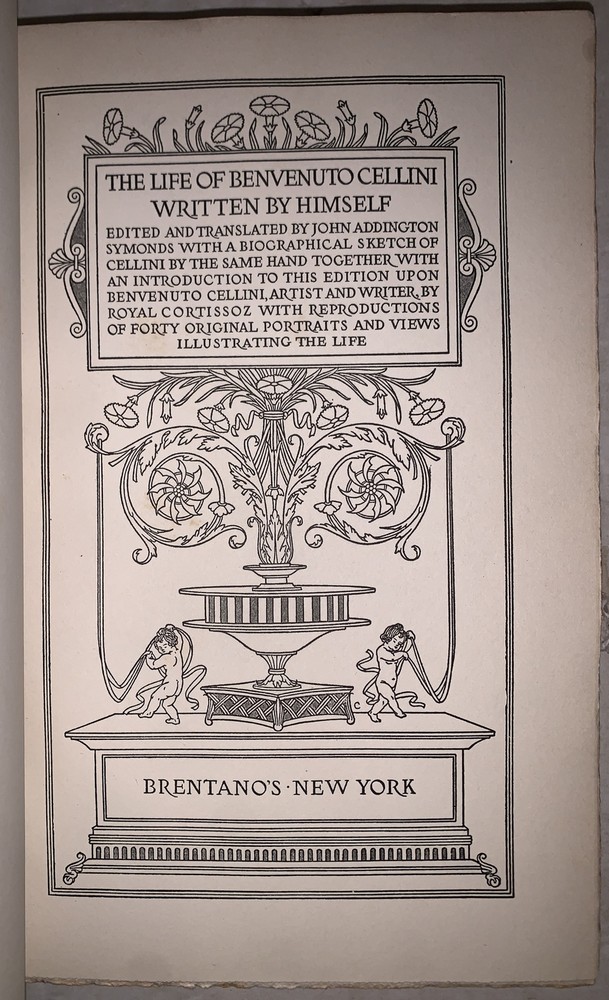 THE LIFE OF BENVENUTO CELLINI
WRITTEN BY HIMSELF
EDITED AND TRANSLATED BY JOHN ADDINGTON
SYMONDS WITH A BIOGRAPHICAL SKETCH OF
CELLINI BY THE SAME HAND TOGETHER WITH
AN INTRODUCTION TO THIS EDITION UPON
BENVENUTO CELLINI, ARTIST AND WRITER, BY
ROYAL CORTISSOZ WITH REPRODUCTIONS
OF FORTY ORIGINAL PORTRAITS AND VIEWS
ILLUSTRATING THE LIFE
C
BRENTANO'S · NEW YORK